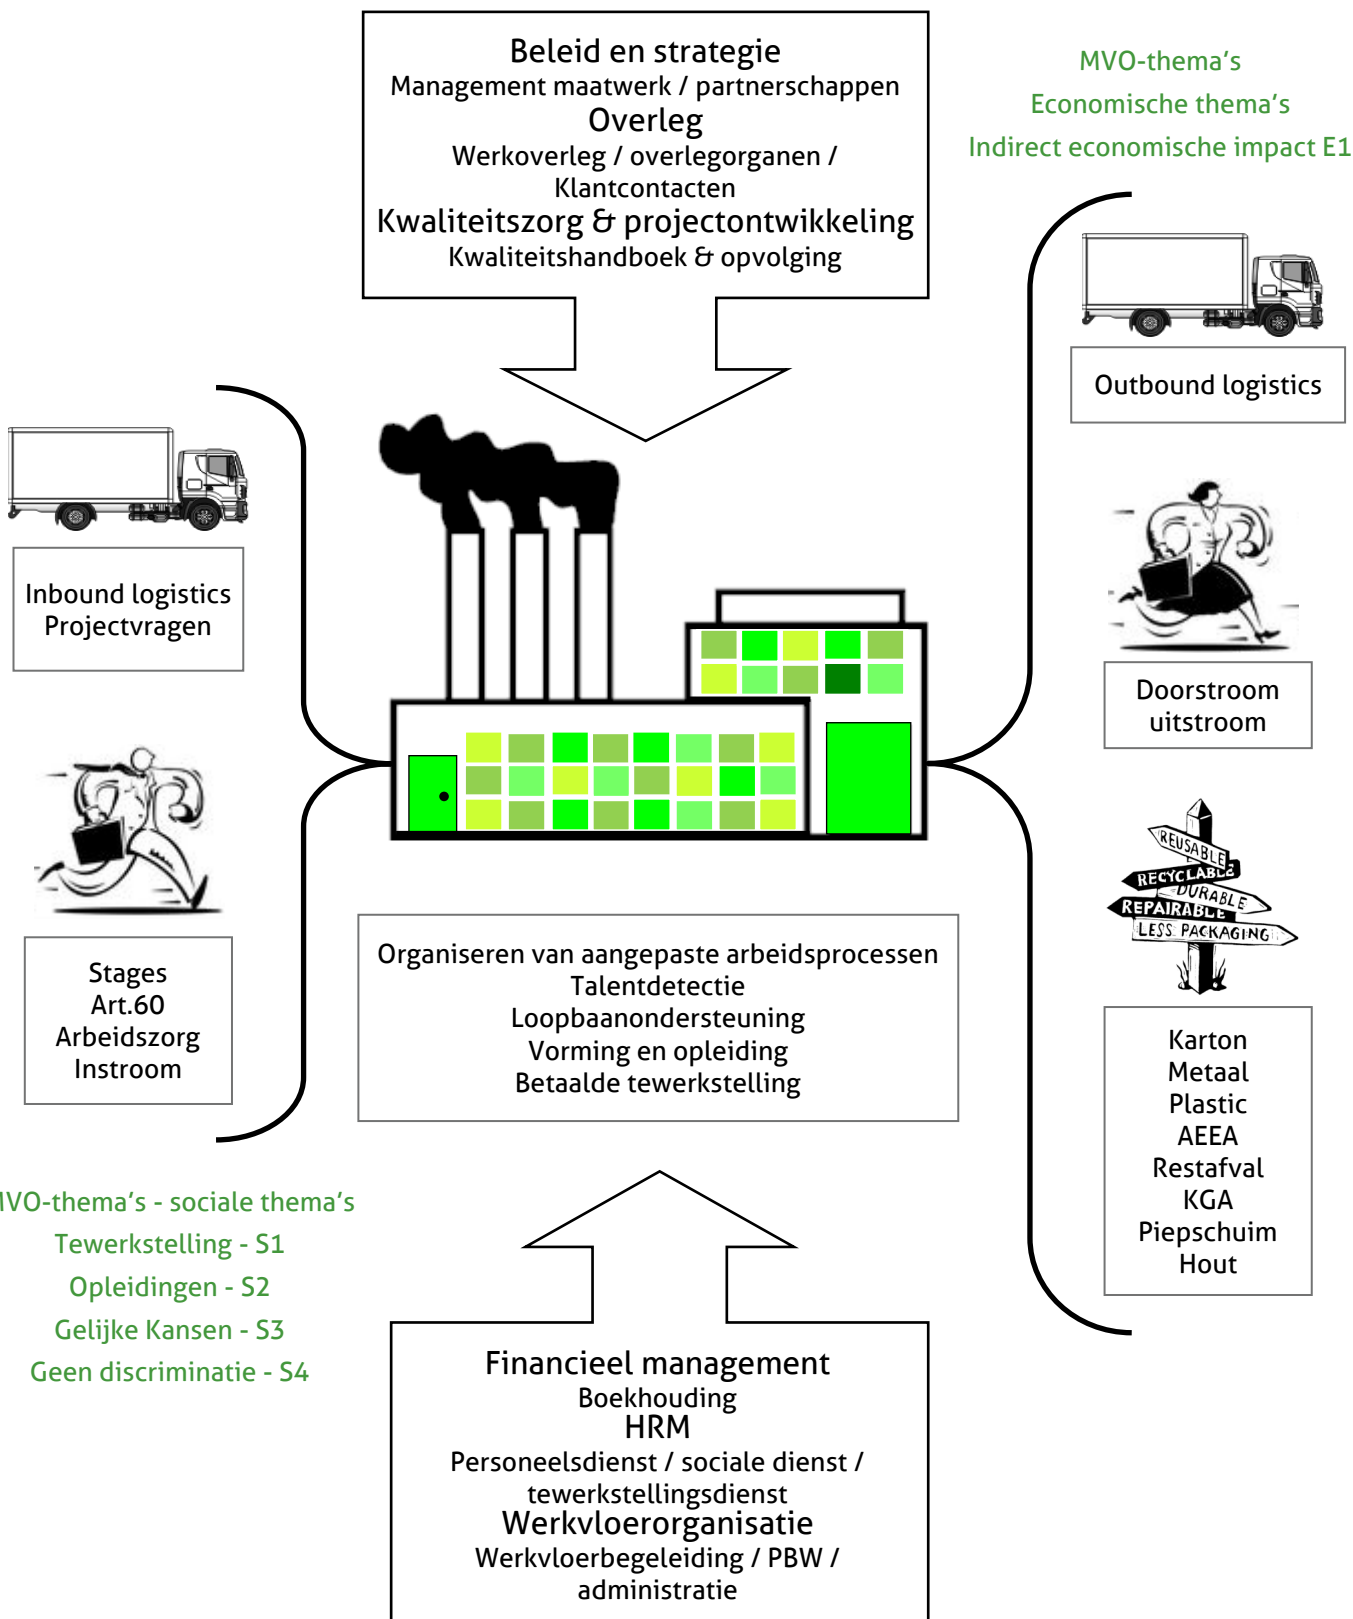 Beleid en strategie
Management maatwerk / partnerschappen
Overleg
Werkoverleg / overlegorganen /
Klantcontacten
Kwaliteitszorg & projectontwikkeling
Kwaliteitshandboek & opvolging
MVO-thema's
Economische thema's
Indirect economische impact E1
Outbound logistics
Inbound logistics
Projectvragen
Doorstroom
uitstroom
REUSABLE
RECYCLABLE
DURABLE
REPAIRABLE
LESS PACKAGING
Stages
Art.60
Arbeidszorg
Instroom
Organiseren van aangepaste arbeidsprocessen
Talentdetectie
Loopbaanondersteuning
Vorming en opleiding
Betaalde tewerkstelling
Karton
Metaal
Plastic
AEEA
Restafval
KGA
Piepschuim
Hout
MVO-thema's - sociale thema's
Tewerkstelling - S1
Opleidingen - S2
Gelijke Kansen - S3
Geen discriminatie - S4
Financieel management
Boekhouding
HRM
Personeelsdienst / sociale dienst /
tewerkstellingsdienst
Werkvloerorganisatie
Werkvloerbegeleiding / PBW /
administratie